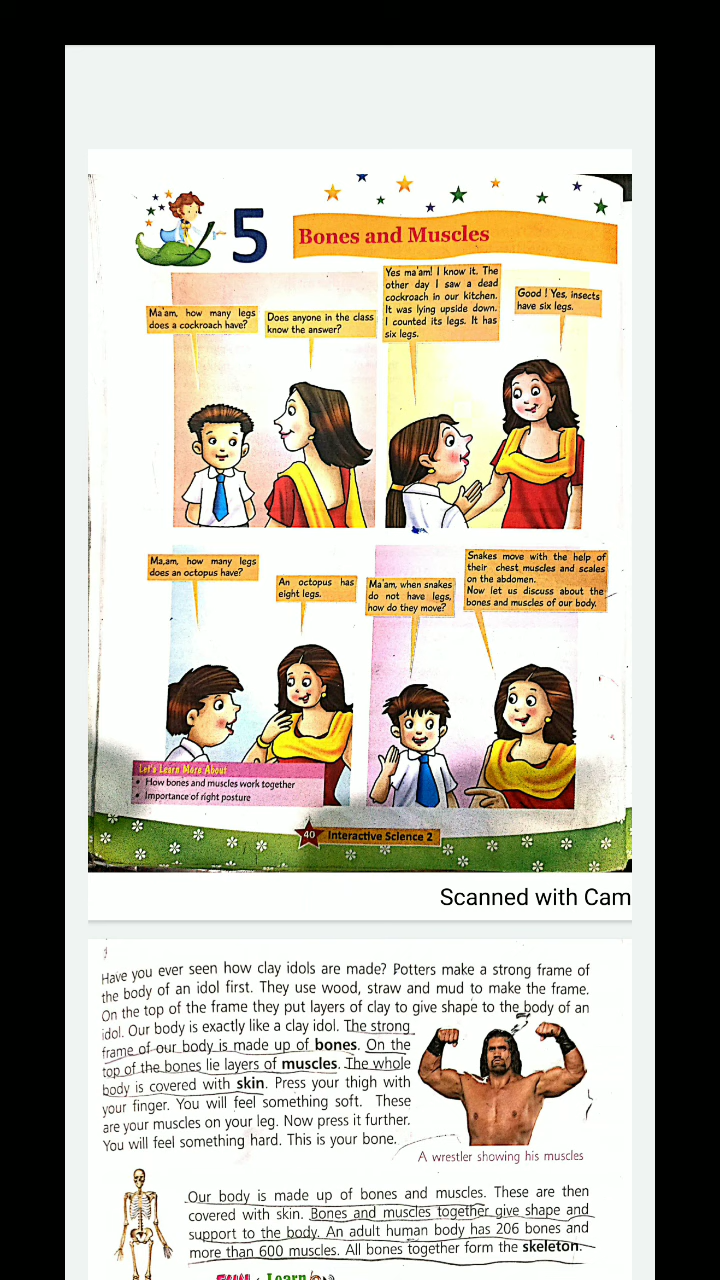 5
Bones and Muscles
Ma'am, how many legs
does a cockroach have?
Does anyone in the class
know the answer?
Yes ma'am! I know it. The
other day I saw a dead
cockroach in our kitchen.
It was lying upside down.
I counted its legs. It has
six legs.
Good ! Yes, insects
have six legs.
Ma,am, how many legs
does an octopus have?
An octopus has
eight legs.
Ma'am, when snakes
do not have legs,
how do they move?
Snakes move with the help of
their chest muscles and scales
on the abdomen.
Now let us discuss about the
bones and muscles of our body.
Let's Learn More About
• How bones and muscles work together
• Importance of right posture
40 Interactive Science 2
Scanned with Cam
Have you ever seen how clay idols are made? Potters make a strong frame of
the body of an idol first. They use wood, straw and mud to make the frame.
On the top of the frame they put layers of clay to give shape to the body of an
idol. Our body is exactly like a clay idol. The strong
frame of our body is made up of bones. On the
top of the bones lie layers of muscles. The whole
body is covered with skin. Press your thigh with
your finger. You will feel something soft. These
are your muscles on your leg. Now press it further.
You will feel something hard. This is your bone.
A wrestler showing his muscles
Our body is made up of bones and muscles. These are then
covered with skin. Bones and muscles together give shape and
support to the body. An adult human body has 206 bones and
more than 600 muscles. All bones together form the skeleton.